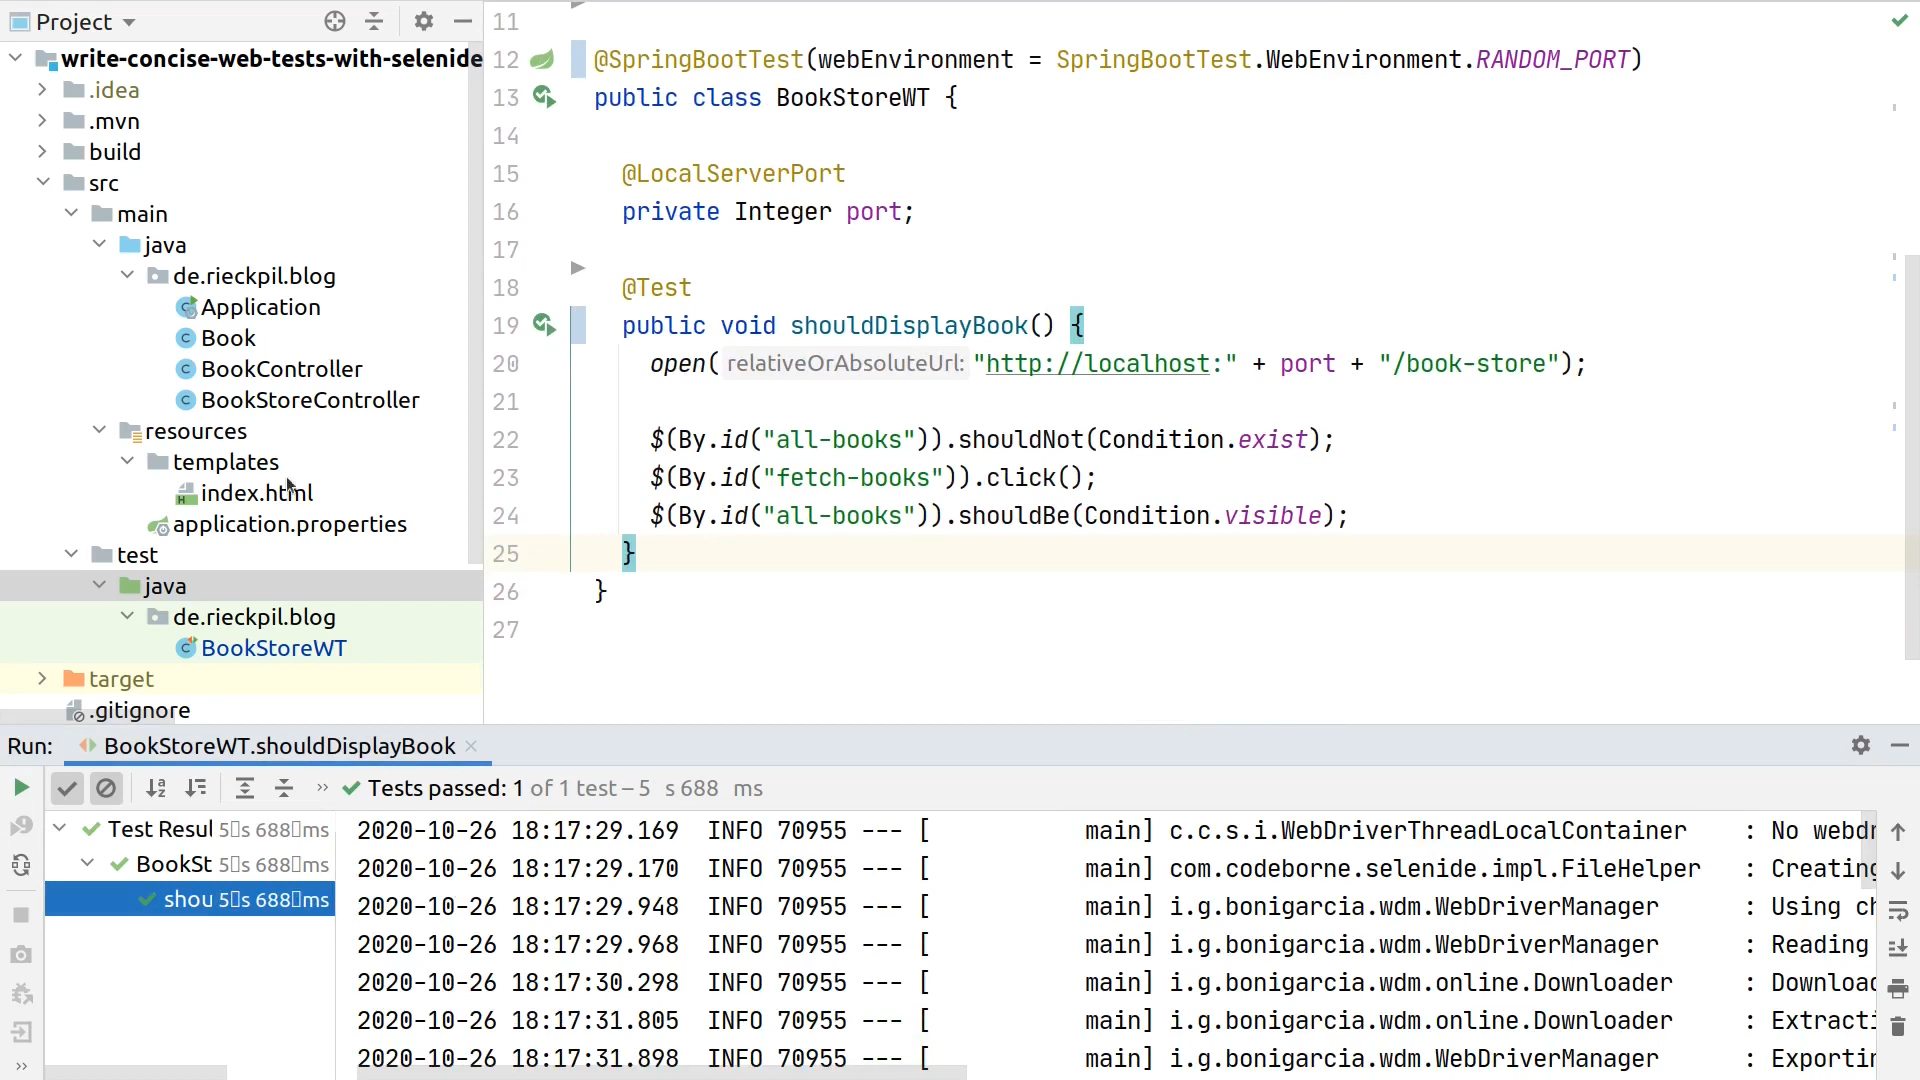 Project
write-concise-web-tests-with-selenide
.idea
.mvn
build
src
main
java
de.rieckpil.blog
Application
Book
BookController
BookStoreController
resources
templates
index.html
application.properties
test
java
de.rieckpil.blog
BookStoreWT
target
.gitignore
11
12 @SpringBootTest(webEnvironment = SpringBootTest.WebEnvironment.RANDOM_PORT)
13 public class BookStoreWT {
14
15 @LocalServerPort
16 private Integer port;
17
18 @Test
19 public void shouldDisplayBook() {
20 open( relativeOrAbsoluteUrl: "http://localhost:" + port + "/book-store");
21
22 $(By.id("all-books")).shouldNot(Condition.exist);
23 $(By.id("fetch-books")).click();
24 $(By.id("all-books")).shouldBe(Condition.visible);
25 }
26 }
27
Run: BookStoreWT.shouldDisplayBook
Tests passed: 1 of 1 test – 5 s 688 ms
Test Resul 5 s 688 ms
BookSt 5 s 688 ms
shou 5 s 688 ms
2020-10-26 18:17:29.169 INFO 70955 --- [ main] c.c.s.i.WebDriverThreadLocalContainer : No webdr
2020-10-26 18:17:29.170 INFO 70955 --- [ main] com.codeborne.selenide.impl.FileHelper : Creating
2020-10-26 18:17:29.948 INFO 70955 --- [ main] i.g.bonigarcia.wdm.WebDriverManager : Using ch
2020-10-26 18:17:29.968 INFO 70955 --- [ main] i.g.bonigarcia.wdm.WebDriverManager : Reading
2020-10-26 18:17:30.298 INFO 70955 --- [ main] i.g.bonigarcia.wdm.online.Downloader : Downloac
2020-10-26 18:17:31.805 INFO 70955 --- [ main] i.g.bonigarcia.wdm.online.Downloader : Extracti
2020-10-26 18:17:31.898 INFO 70955 --- [ main] i.g.bonigarcia.wdm.WebDriverManager : Exportin